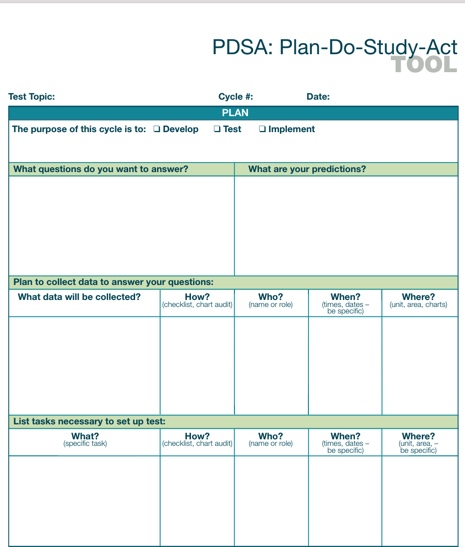 PDSA: Plan-Do-Study-Act
TOOL
Test Topic: Cycle #: Date:
PLAN
The purpose of this cycle is to: ❑ Develop ❑ Test ❑ Implement
What questions do you want to answer? What are your predictions?
Plan to collect data to answer your questions:
What data will be collected? How? Who? When? Where?
(checklist, chart audit) (name or role) (times, dates – (unit, area, charts)
be specific)
List tasks necessary to set up test:
What? How? Who? When? Where?
(specific task) (checklist, chart audit) (name or role) (times, dates – (unit, area, –
be specific) be specific)